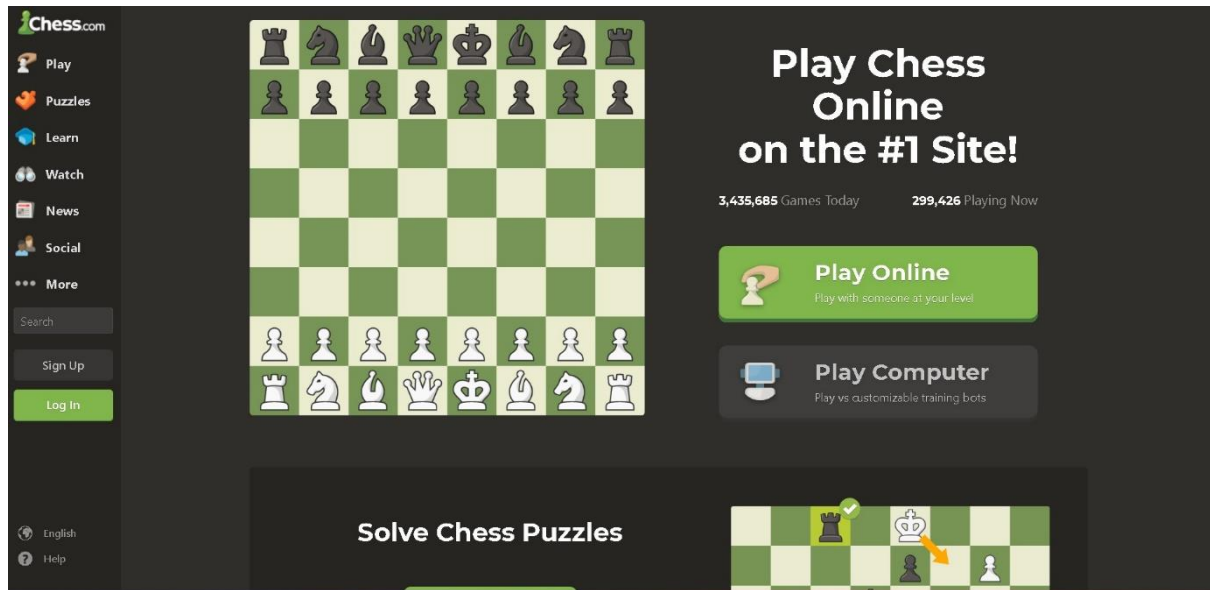 Chess.com
Play
Puzzles
Learn
Watch
News
Social
More
Search
Sign Up
Log In
English
Help
Play Chess
Online
on the #1 Site!
3,435,685 Games Today 299,426 Playing Now
Play Online
Play with someone at your level
Play Computer
Play vs customizable training bots
Solve Chess Puzzles